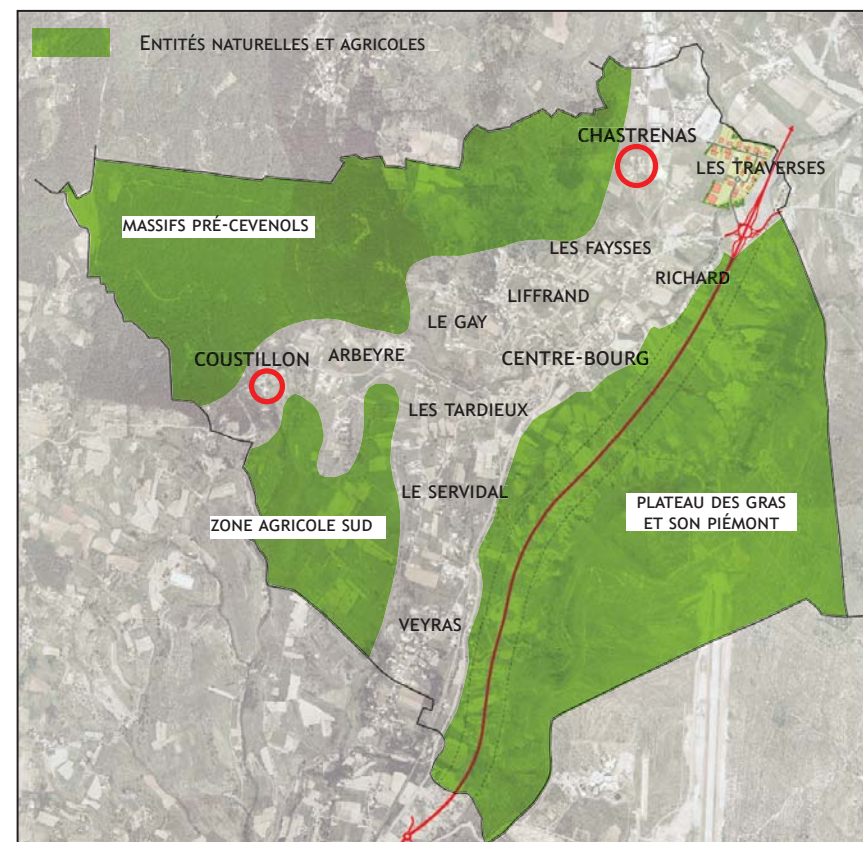 ENTITÉS NATURELLES ET AGRICOLES
CHASTRENAS
LES TRAVERSES
MASSIFS PRÉ-CEVENOLS
LES FAYSSES
RICHARD
LIFFRAND
LE GAY
COUSTILLON
ARBEYRE
CENTRE-BOURG
LES TARDIEUX
LE SERVIDAL
PLATEAU DES GRAS
ET SON PIÉMONT
ZONE AGRICOLE SUD
VEYRAS